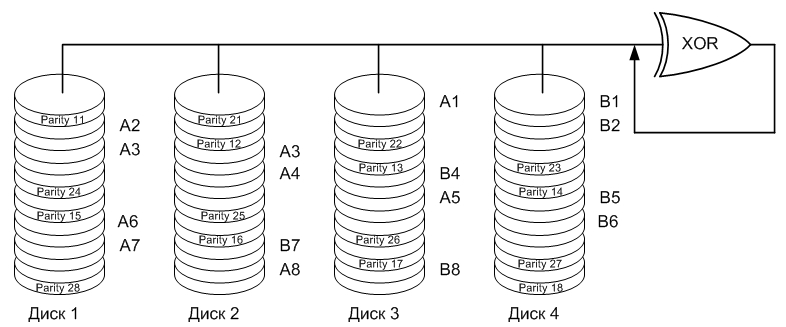 XOR
Parity 11 Parity 21 A1 B1
A2 B2
Parity 12 Parity 22
A3 A3
Parity 13 Parity 23
A4 B4
Parity 24 Parity 14
A5 B5
Parity 15 Parity 25
A6 B6
Parity 16 Parity 26
A7 B7
Parity 17 Parity 27
A8 B8
Parity 28 Parity 18
Диск 1 Диск 2 Диск 3 Диск 4